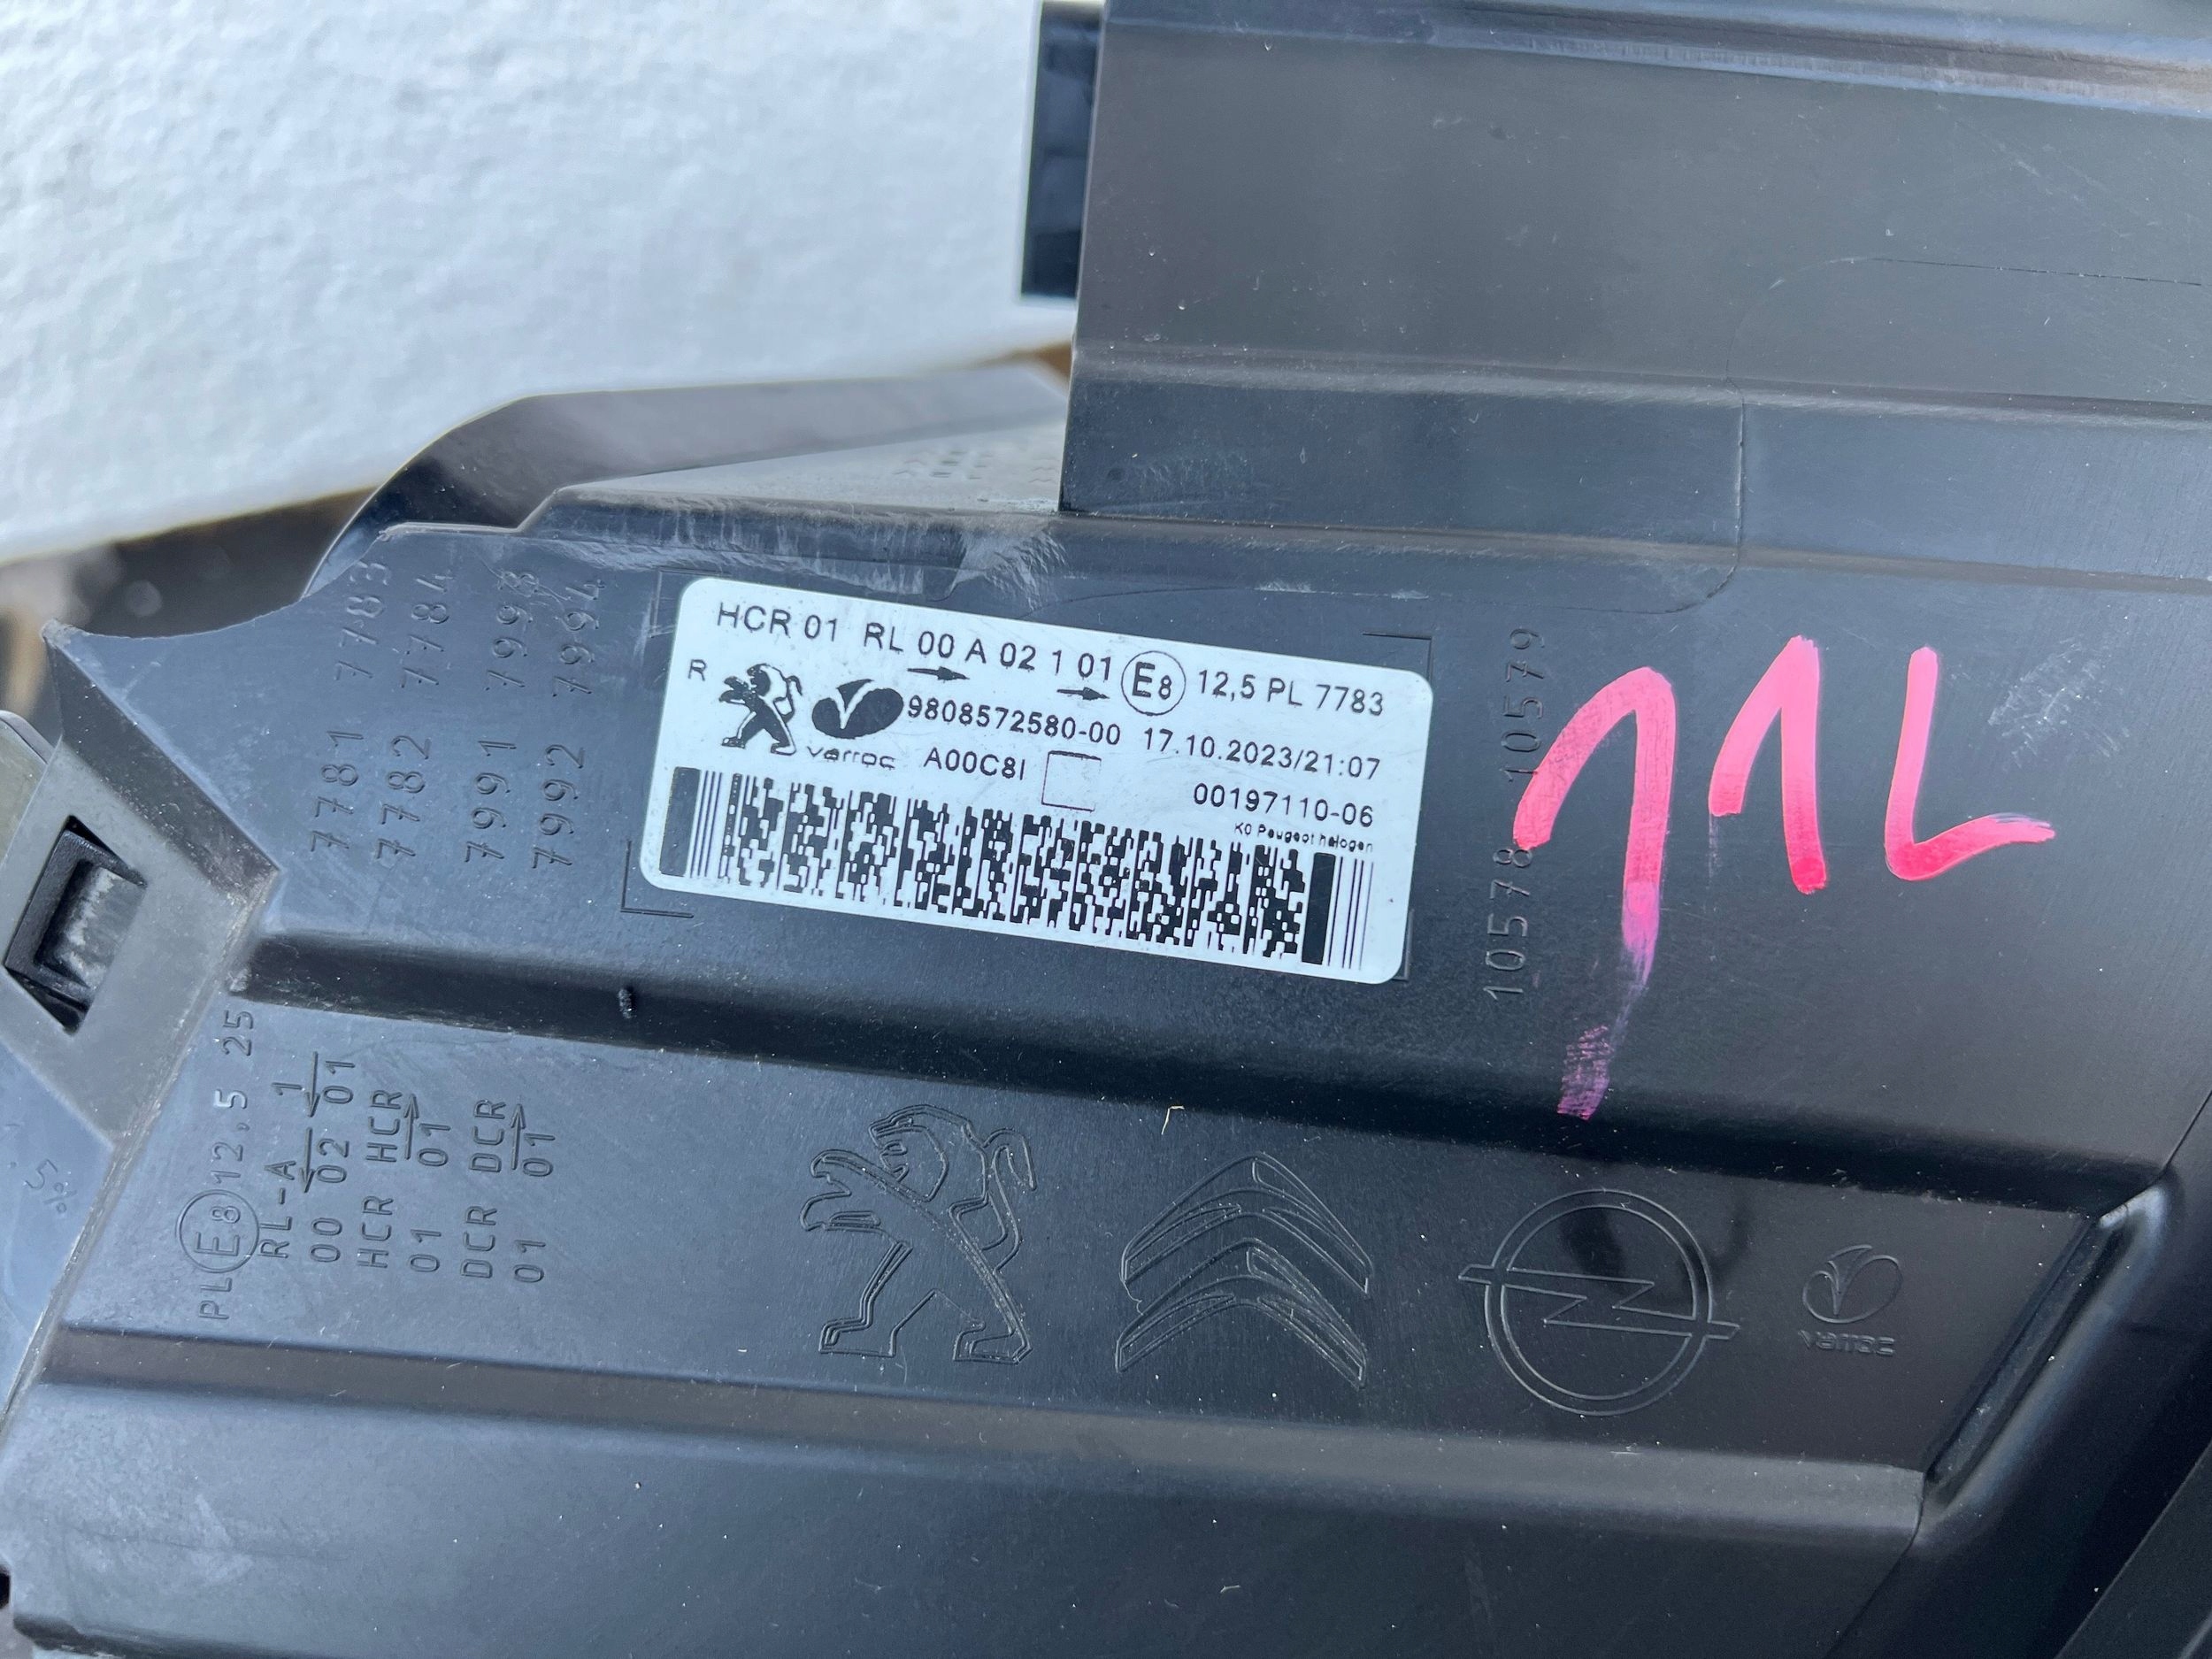 HCR 01 RL 00 A 02 1 01 E8 12,5 PL 7783
R
9808572580-00 17.10.2023/21:07
varroc A00C8I
00197110-06
K0 Peugeot halogen
7781 7783
7782 7784
7991 7993
7992 7994
10578 10579
11L
PL E8 12,5 25
RL-A 1
00 02 01
HCR HCR
01 01
DCR DCR
01 01
varroc